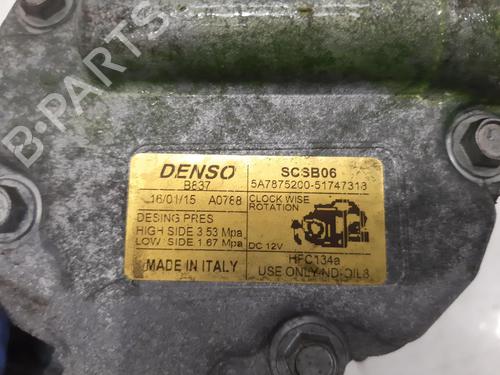 DENSO
B837
16/01/15 A0768
DESING PRES
HIGH SIDE 3.53 Mpa
LOW SIDE 1.67 Mpa
MADE IN ITALY
SCSB06
5A7875200-51747318
CLOCK WISE
ROTATION
DC 12V
HFC134a
USE ONLY ND-OIL8